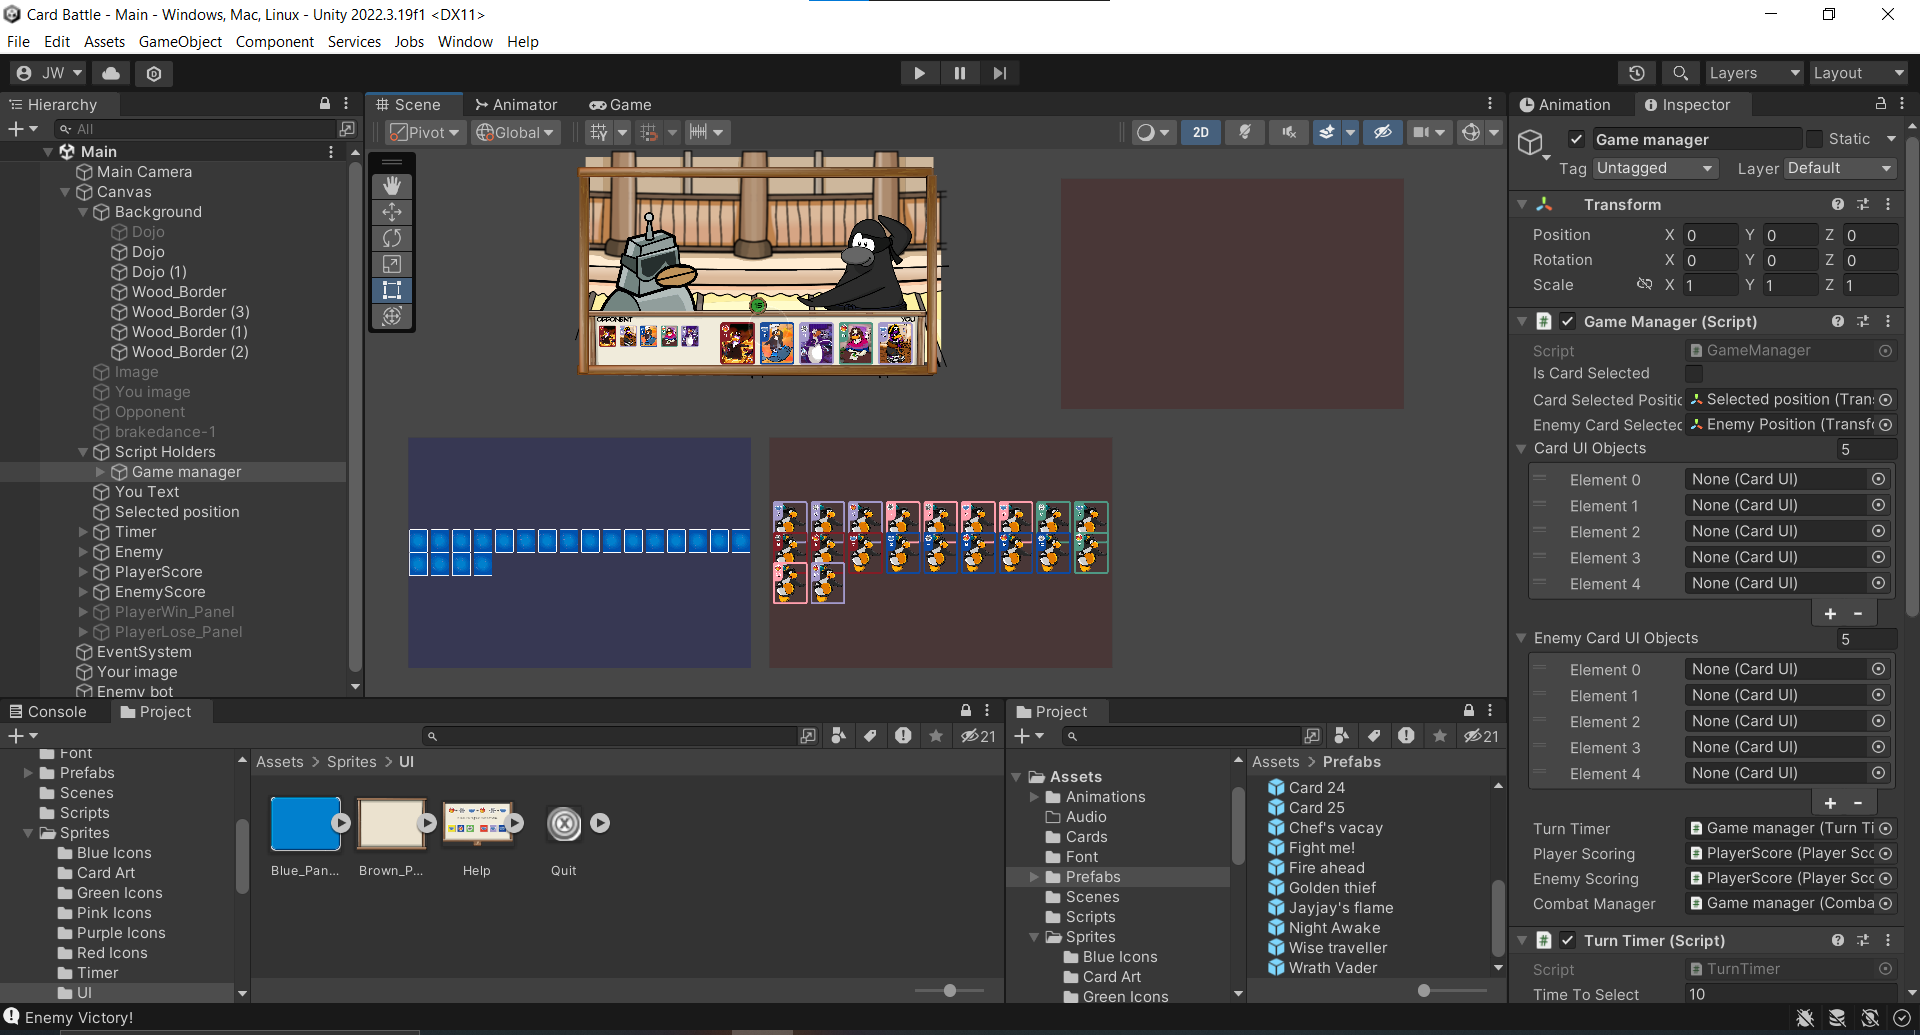 Card Battle - Main - Windows, Mac, Linux - Unity 2022.3.19f1 <DX11>
File Edit Assets GameObject Component Services Jobs Window Help
JW
Layers Layout
Hierarchy
All
Main
Main Camera
Canvas
Background
Dojo
Dojo
Dojo (1)
Wood_Border
Wood_Border (3)
Wood_Border (1)
Wood_Border (2)
Image
You image
Opponent
brakedance-1
Script Holders
Game manager
You Text
Selected position
Timer
Enemy
PlayerScore
EnemyScore
PlayerWin_Panel
PlayerLose_Panel
EventSystem
Your image
Enemy bot
Scene Animator Game
Pivot Global
2D
OPPONENT YOU
Animation Inspector
Game manager Static
Tag Untagged Layer Default
Transform
Position X 0 Y 0 Z 0
Rotation X 0 Y 0 Z 0
Scale X 1 Y 1 Z 1
Game Manager (Script)
Script GameManager
Is Card Selected
Card Selected Positic Selected position (Tran
Enemy Card Selected Enemy Position (Transf
Card UI Objects 5
Element 0 None (Card UI)
Element 1 None (Card UI)
Element 2 None (Card UI)
Element 3 None (Card UI)
Element 4 None (Card UI)
+ -
Enemy Card UI Objects 5
Element 0 None (Card UI)
Element 1 None (Card UI)
Element 2 None (Card UI)
Element 3 None (Card UI)
Element 4 None (Card UI)
+ -
Turn Timer Game manager (Turn Ti
Player Scoring PlayerScore (Player Sco
Enemy Scoring PlayerScore (Player Sco
Combat Manager Game manager (Comba
Turn Timer (Script)
Script TurnTimer
Time To Select 10
Console Project
21
Font
Prefabs
Scenes
Scripts
Sprites
Blue Icons
Card Art
Green Icons
Pink Icons
Purple Icons
Red Icons
Timer
UI
Assets > Sprites > UI
Blue_Pan... Brown_P... Help Quit
Project
21
Assets
Animations
Audio
Cards
Font
Prefabs
Scenes
Scripts
Sprites
Blue Icons
Card Art
Green Icons
Assets > Prefabs
Card 24
Card 25
Chef's vacay
Fight me!
Fire ahead
Golden thief
Jayjay's flame
Night Awake
Wise traveller
Wrath Vader
Enemy Victory!